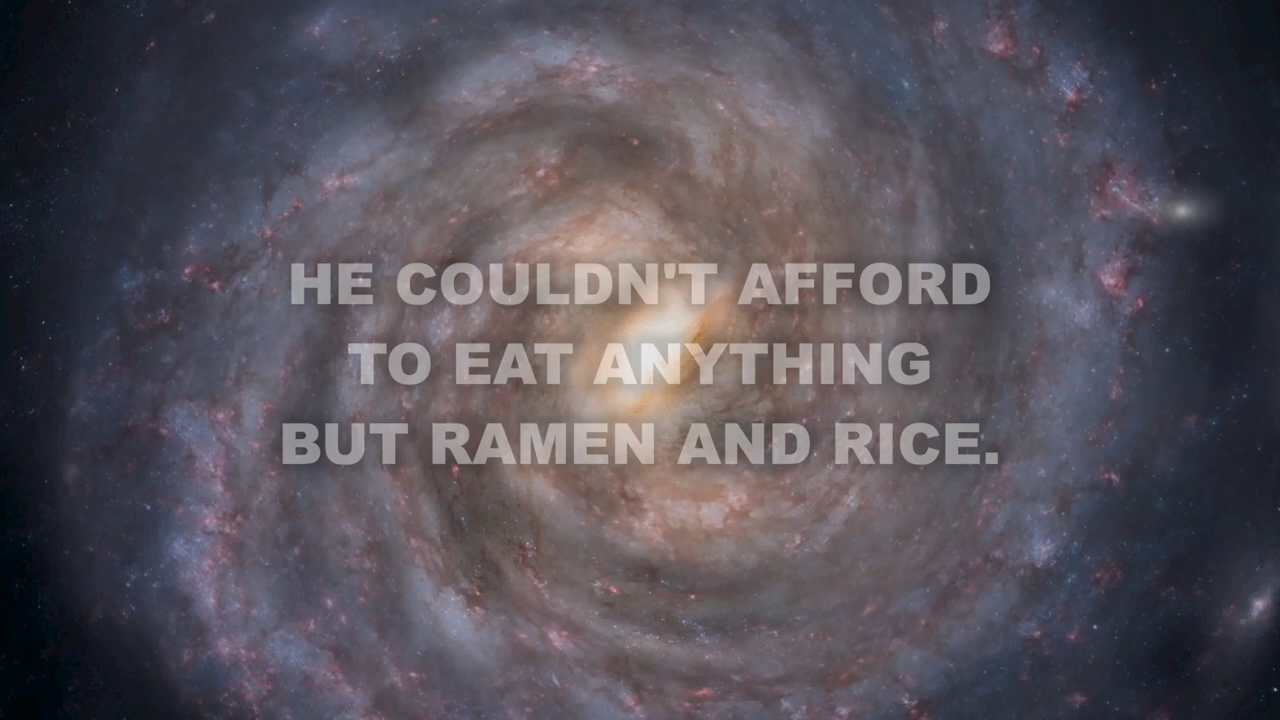 HE COULDN'T AFFORD
TO EAT ANYTHING
BUT RAMEN AND RICE.